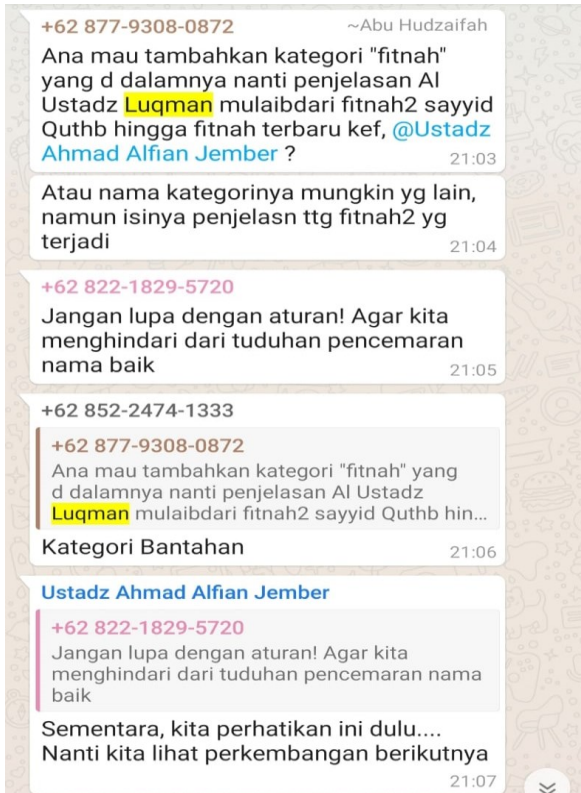 +62 877-9308-0872 ~Abu Hudzaifah
Ana mau tambahkan kategori "fitnah"
yang d dalamnya nanti penjelasan Al
Ustadz Luqman mulaibdari fitnah2 sayyid
Quthb hingga fitnah terbaru kef, @Ustadz
Ahmad Alfian Jember ?
21:03
Atau nama kategorinya mungkin yg lain,
namun isinya penjelasn ttg fitnah2 yg
terjadi
21:04
+62 822-1829-5720
Jangan lupa dengan aturan! Agar kita
menghindari dari tuduhan pencemaran
nama baik
21:05
+62 852-2474-1333
+62 877-9308-0872
Ana mau tambahkan kategori "fitnah" yang
d dalamnya nanti penjelasan Al Ustadz
Luqman mulaibdari fitnah2 sayyid Quthb hin...
Kategori Bantahan
21:06
Ustadz Ahmad Alfian Jember
+62 822-1829-5720
Jangan lupa dengan aturan! Agar kita
menghindari dari tuduhan pencemaran nama
baik
Sementara, kita perhatikan ini dulu....
Nanti kita lihat perkembangan berikutnya
21:07